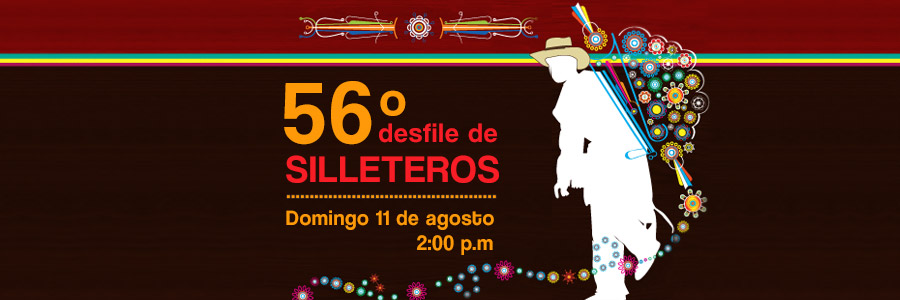 56º desfile de
SILLETEROS
Domingo 11 de agosto
2:00 p.m